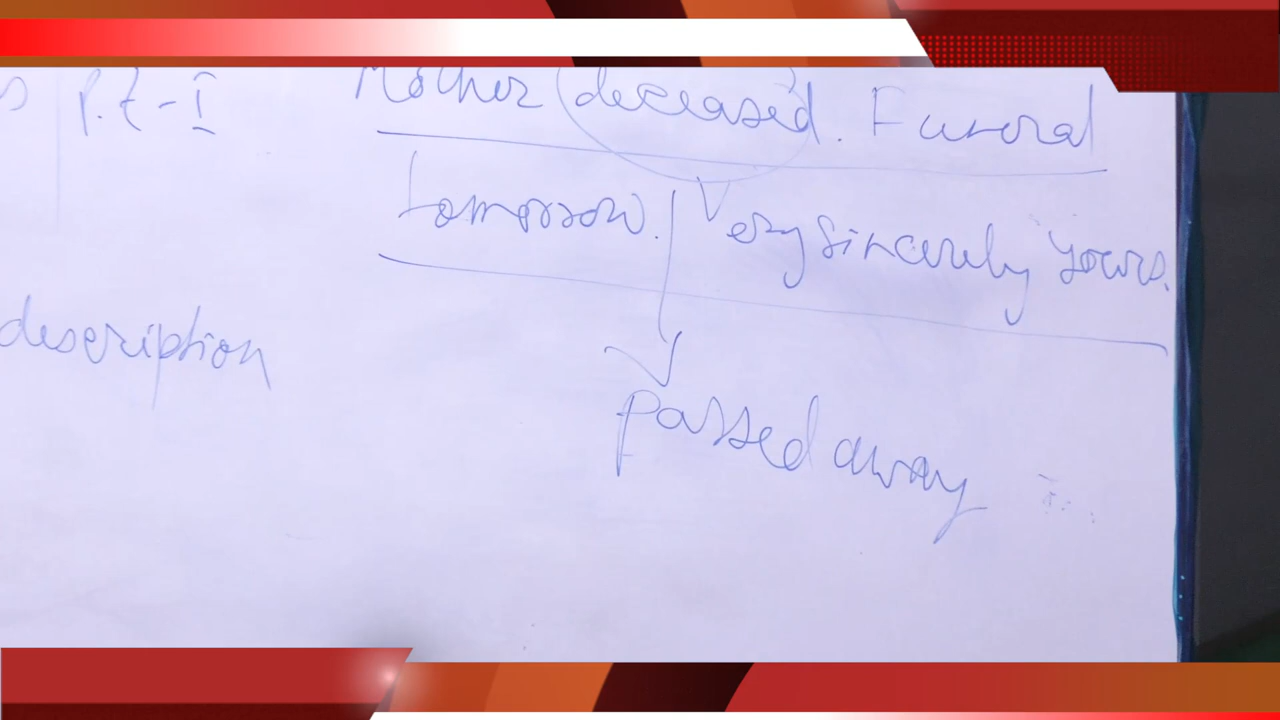 P.t-I
Mother deceased. Funeral
tomorrow. Very sincerely yours.
description
passed away